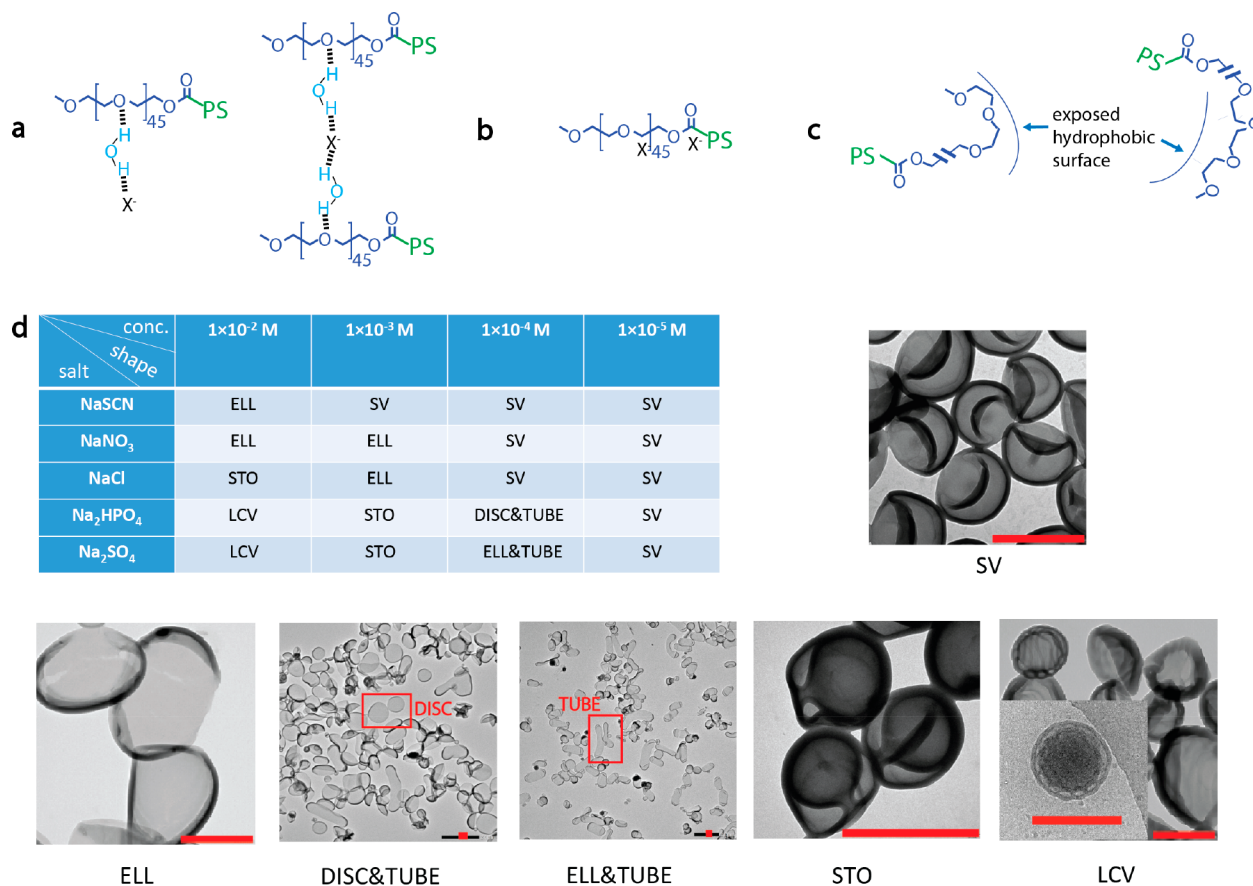 a
O
[
O
]
45
O
O
PS
H
O
H
X-
O
[
O
]
45
O
O
PS
H
O
H
X-
H
O
H
O
[
O
]
45
O
O
PS
b
O
[
O
]
45
O
O
PS
X-
X-
c
PS
O
O
O
O
O
exposed
hydrophobic
surface
PS
O
O
O
O
O
O
d
conc.
shape
salt
1×10-2 M
1×10-3 M
1×10-4 M
1×10-5 M
NaSCN ELL SV SV SV
NaNO3 ELL ELL SV SV
NaCl STO ELL SV SV
Na2HPO4 LCV STO DISC&TUBE SV
Na2SO4 LCV STO ELL&TUBE SV
SV
DISC
TUBE
ELL
DISC&TUBE
ELL&TUBE
STO
LCV